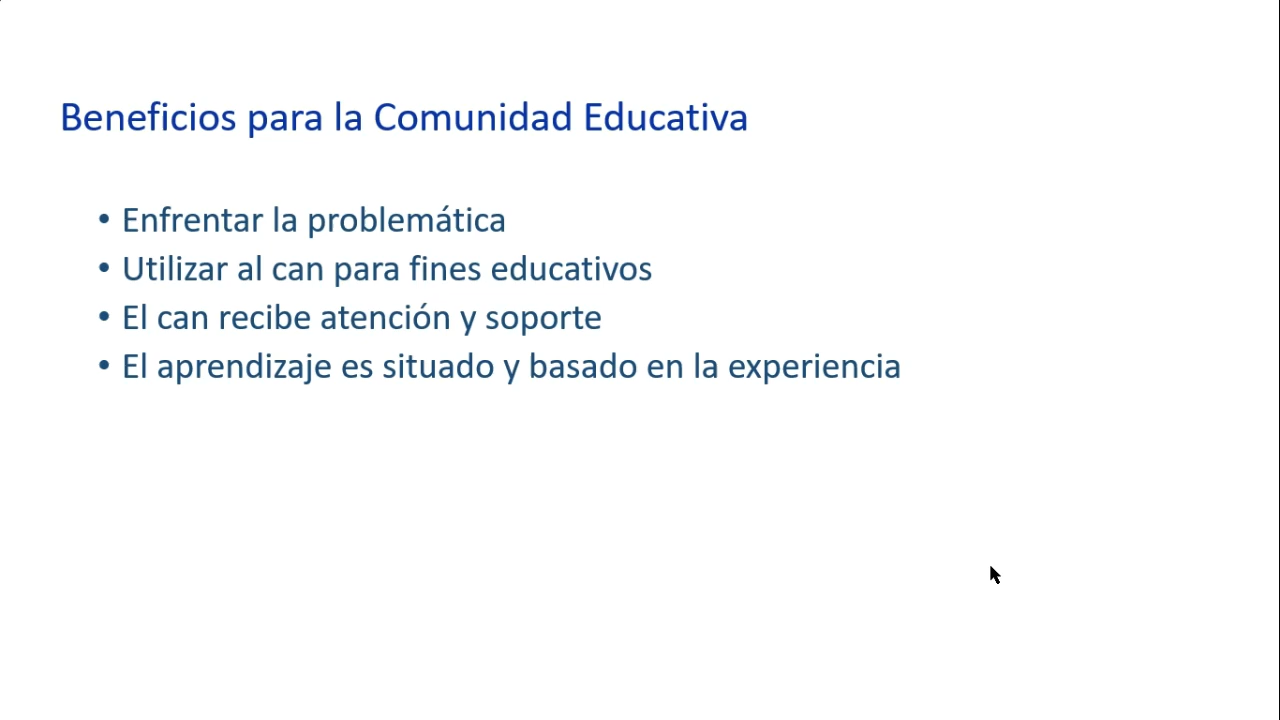 Beneficios para la Comunidad Educativa
• Enfrentar la problemática
• Utilizar al can para fines educativos
• El can recibe atención y soporte
• El aprendizaje es situado y basado en la experiencia